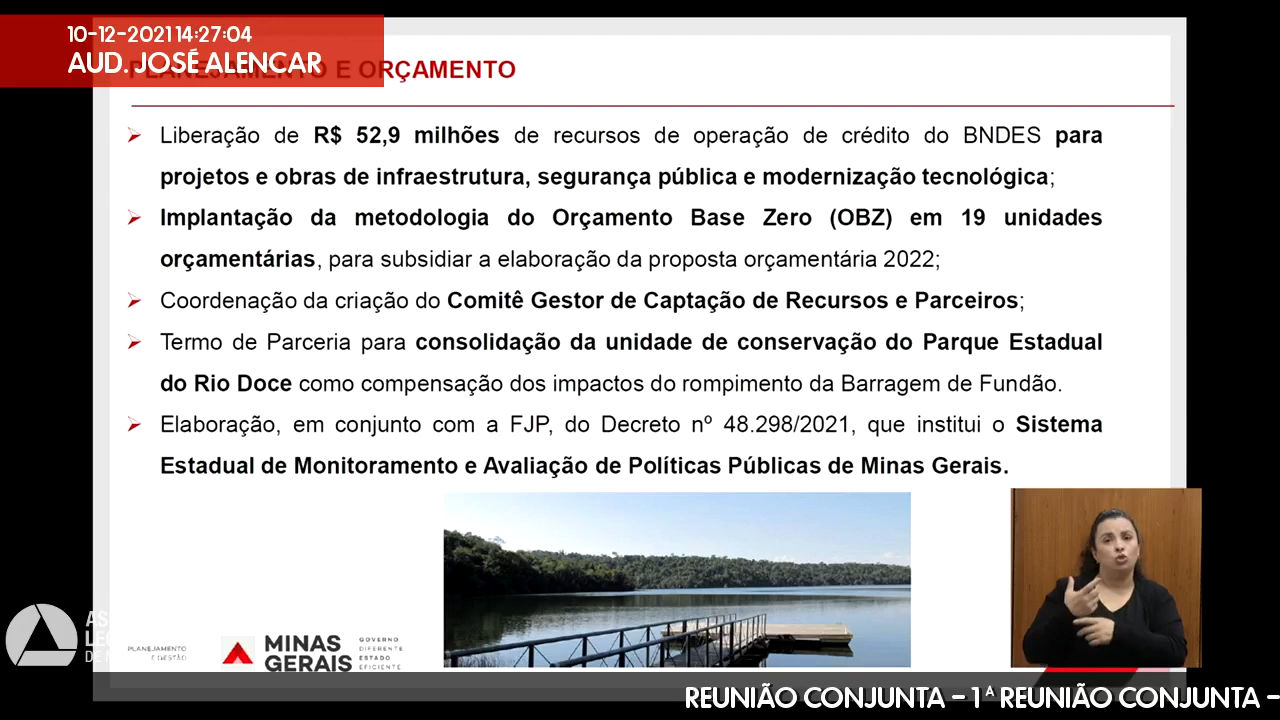 10-12-2021 14:27:04
AUD. JOSÉ ALENCAR
PLANEJAMENTO E ORÇAMENTO
Liberação de R$ 52,9 milhões de recursos de operação de crédito do BNDES para
projetos e obras de infraestrutura, segurança pública e modernização tecnológica;
Implantação da metodologia do Orçamento Base Zero (OBZ) em 19 unidades
orçamentárias, para subsidiar a elaboração da proposta orçamentária 2022;
Coordenação da criação do Comitê Gestor de Captação de Recursos e Parceiros;
Termo de Parceria para consolidação da unidade de conservação do Parque Estadual
do Rio Doce como compensação dos impactos do rompimento da Barragem de Fundão.
Elaboração, em conjunto com a FJP, do Decreto nº 48.298/2021, que institui o Sistema
Estadual de Monitoramento e Avaliação de Políticas Públicas de Minas Gerais.
PLANEJAMENTO
E GESTÃO
MINAS
GERAIS
GOVERNO
DIFERENTE.
ESTADO
EFICIENTE.
REUNIÃO CONJUNTA - 1ª REUNIÃO CONJUNTA -